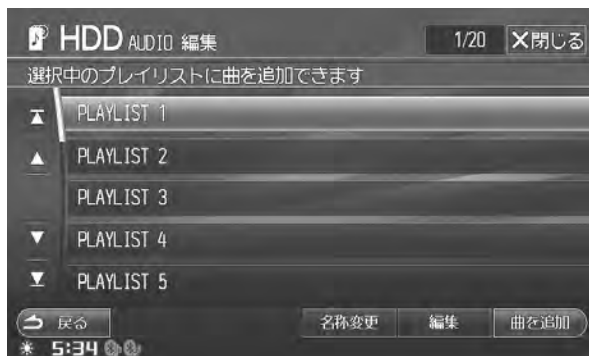 HDD AUDIO 編集 1/20 ×閉じる
選択中のプレイリストに曲を追加できます
PLAYLIST 1
PLAYLIST 2
PLAYLIST 3
PLAYLIST 4
PLAYLIST 5
戻る 名称変更 編集 曲を追加
5:34